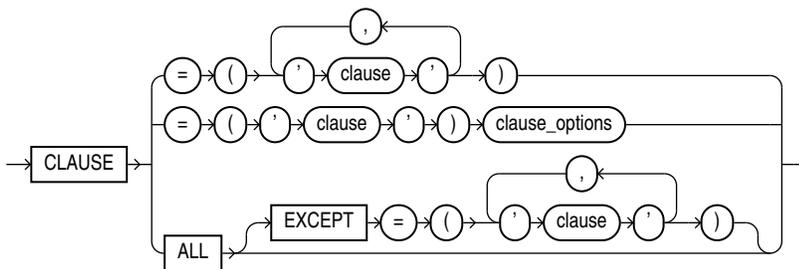 ,
= ( ' clause ' )
= ( ' clause ' ) clause_options
CLAUSE
,
EXCEPT = ( ' clause ' )
ALL